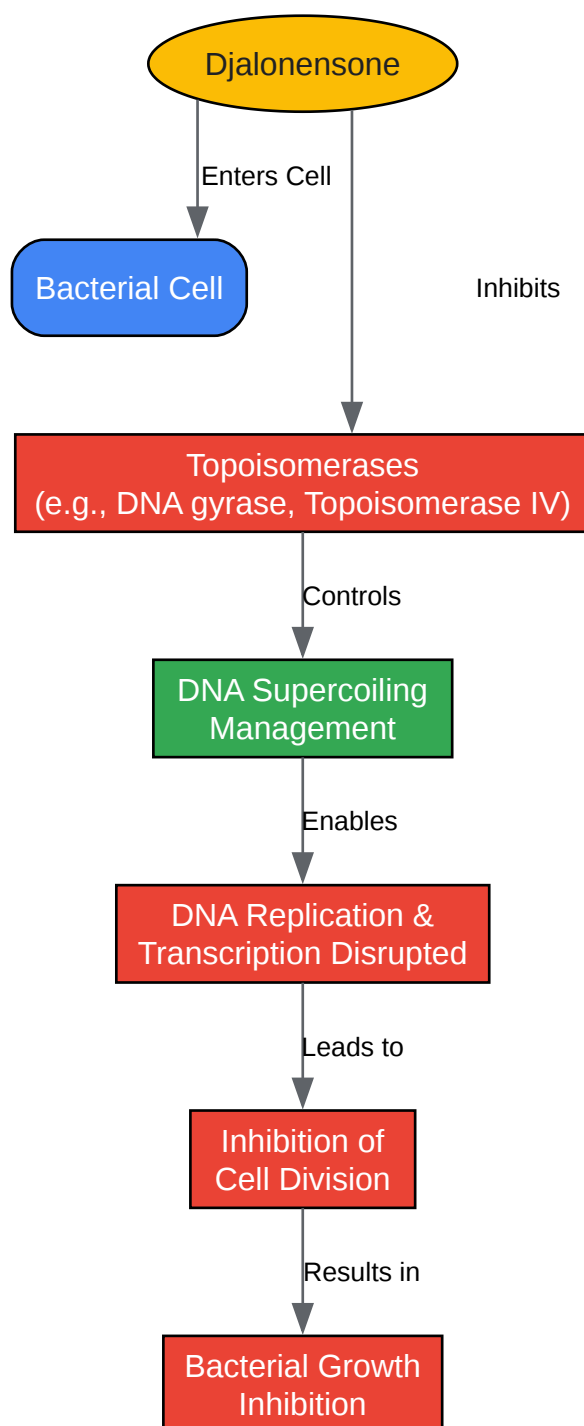 Djalonensone
Enters Cell
Bacterial Cell
Inhibits
Topoisomerases
(e.g., DNA gyrase, Topoisomerase IV)
Controls
DNA Supercoiling
Management
Enables
DNA Replication &
Transcription Disrupted
Leads to
Inhibition of
Cell Division
Results in
Bacterial Growth
Inhibition